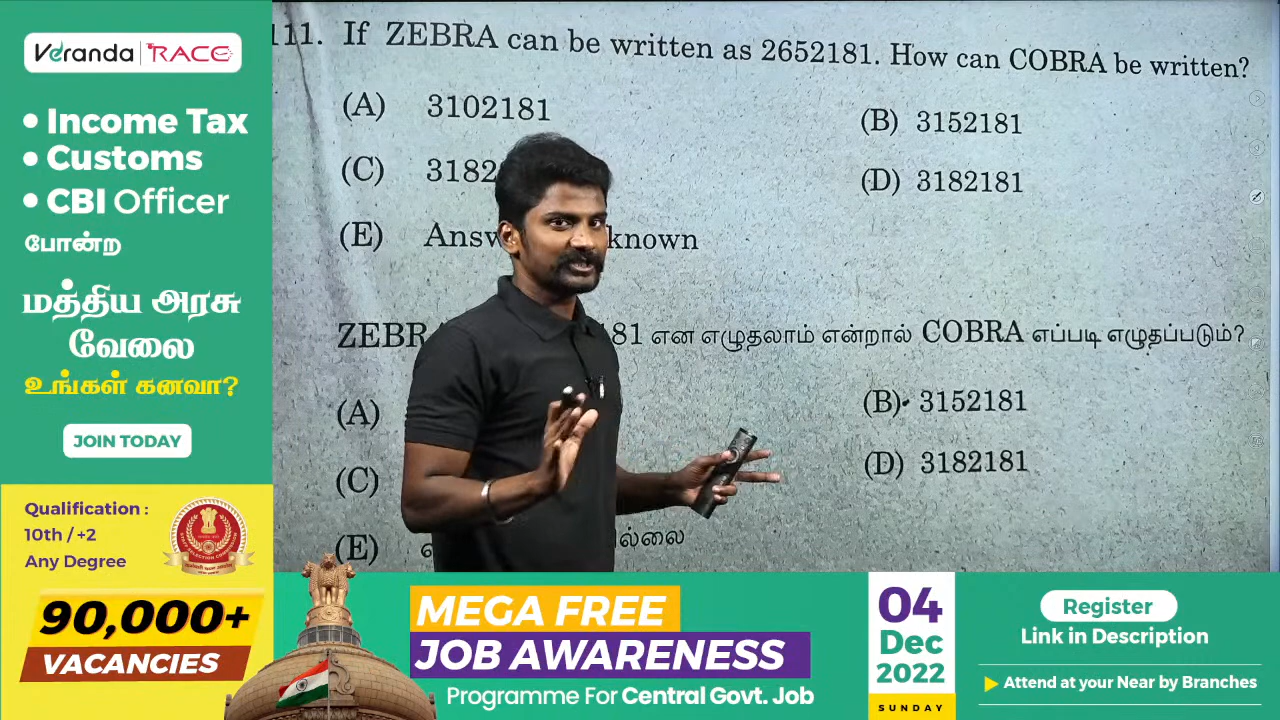 Veranda RACE
• Income Tax
• Customs
• CBI Officer
போன்ற
மத்திய அரசு
வேலை
உங்கள் கனவா?
JOIN TODAY
Qualification :
10th / +2
Any Degree
90,000+
VACANCIES
111. If ZEBRA can be written as 2652181. How can COBRA be written?
(A) 3102181
(B) 3152181
(C) 3182
(D) 3182181
(E) Answ known
ZEBR 81 என எழுதலாம் என்றால் COBRA எப்படி எழுதப்படும்?
(A)
(B) 3152181
(C)
(D) 3182181
(E) ல்லை
MEGA FREE
JOB AWARENESS
Programme For Central Govt. Job
04
Dec
2022
SUNDAY
Register
Link in Description
Attend at your Near by Branches